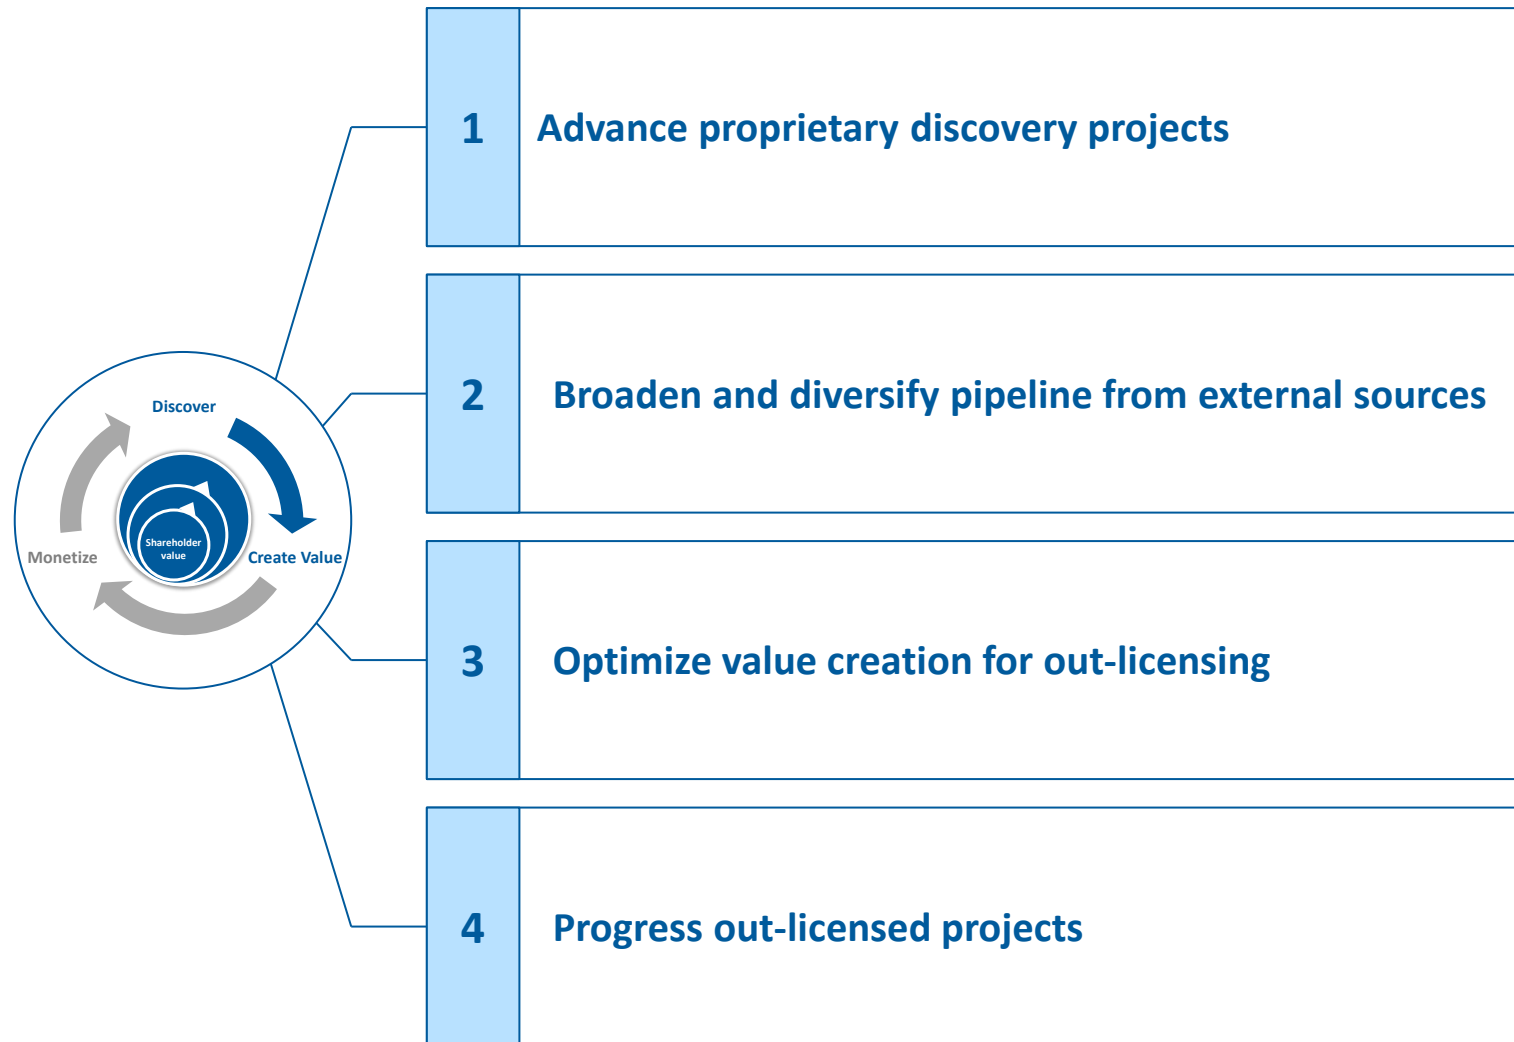 1
Advance proprietary discovery projects
2
Broaden and diversify pipeline from external sources
Discover
Shareholder
value
Monetize
Create Value
3
Optimize value creation for out-licensing
4
Progress out-licensed projects